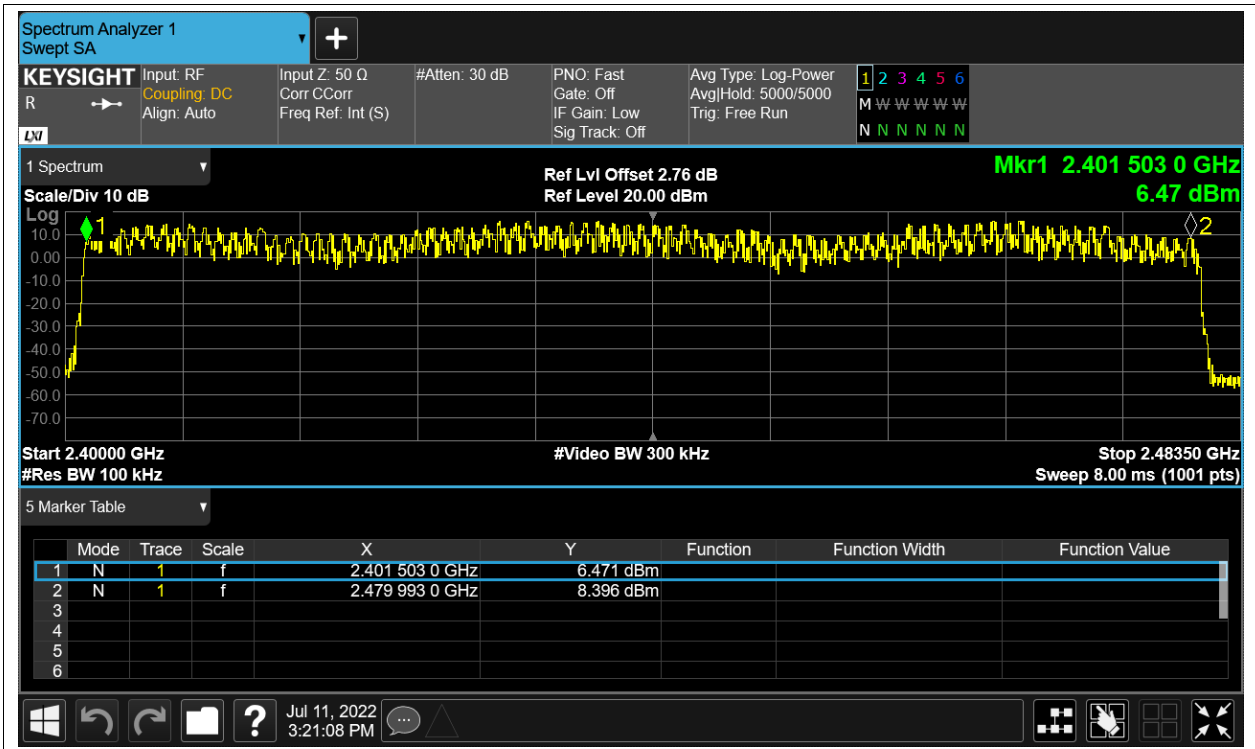 Spectrum Analyzer 1
Swept SA
▼
+
KEYSIGHT Input: RF Input Z: 50 Ω #Atten: 30 dB PNO: Fast Avg Type: Log-Power 1 2 3 4 5 6
R Coupling: DC Corr CCorr Gate: Off Avg|Hold: 5000/5000 M W W W W W
Align: Auto Freq Ref: Int (S) IF Gain: Low Trig: Free Run
LXI Sig Track: Off N N N N N N
1 Spectrum ▼ Ref Lvl Offset 2.76 dB Mkr1 2.401 503 0 GHz
Scale/Div 10 dB Ref Level 20.00 dBm 6.47 dBm
Log
1
2
10.0
0.00
-10.0
-20.0
-30.0
-40.0
-50.0
-60.0
-70.0
Start 2.40000 GHz #Video BW 300 kHz Stop 2.48350 GHz
#Res BW 100 kHz Sweep 8.00 ms (1001 pts)
5 Marker Table ▼
Mode Trace Scale X Y Function Function Width Function Value
1 N 1 f 2.401 503 0 GHz 6.471 dBm
2 N 1 f 2.479 993 0 GHz 8.396 dBm
3
4
5
6
? Jul 11, 2022
3:21:08 PM